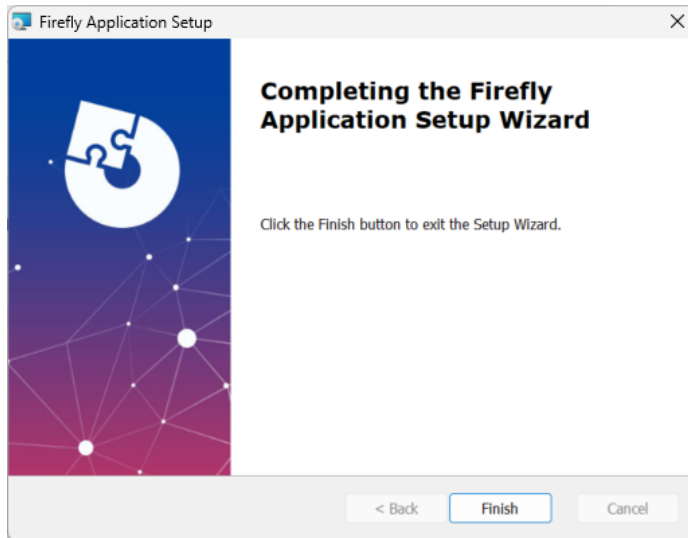 Firefly Application Setup
Completing the Firefly
Application Setup Wizard
Click the Finish button to exit the Setup Wizard.
< Back
Finish
Cancel